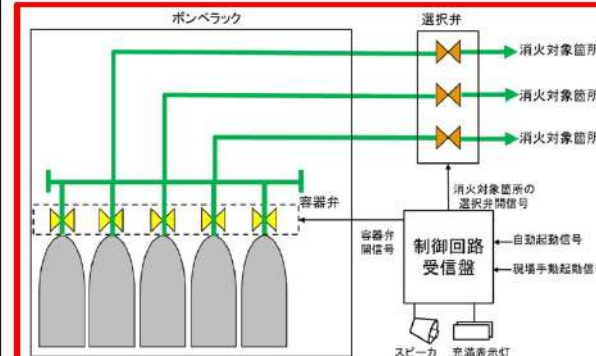 ボンベラック
選択弁
消火対象箇所
消火対象箇所
消火対象箇所
容器弁
消火対象箇所の
選択弁開信号
容器弁
開信号
制御回路
受信盤
自動起動信号
現場手動起動信
スピーカ
充満表示灯